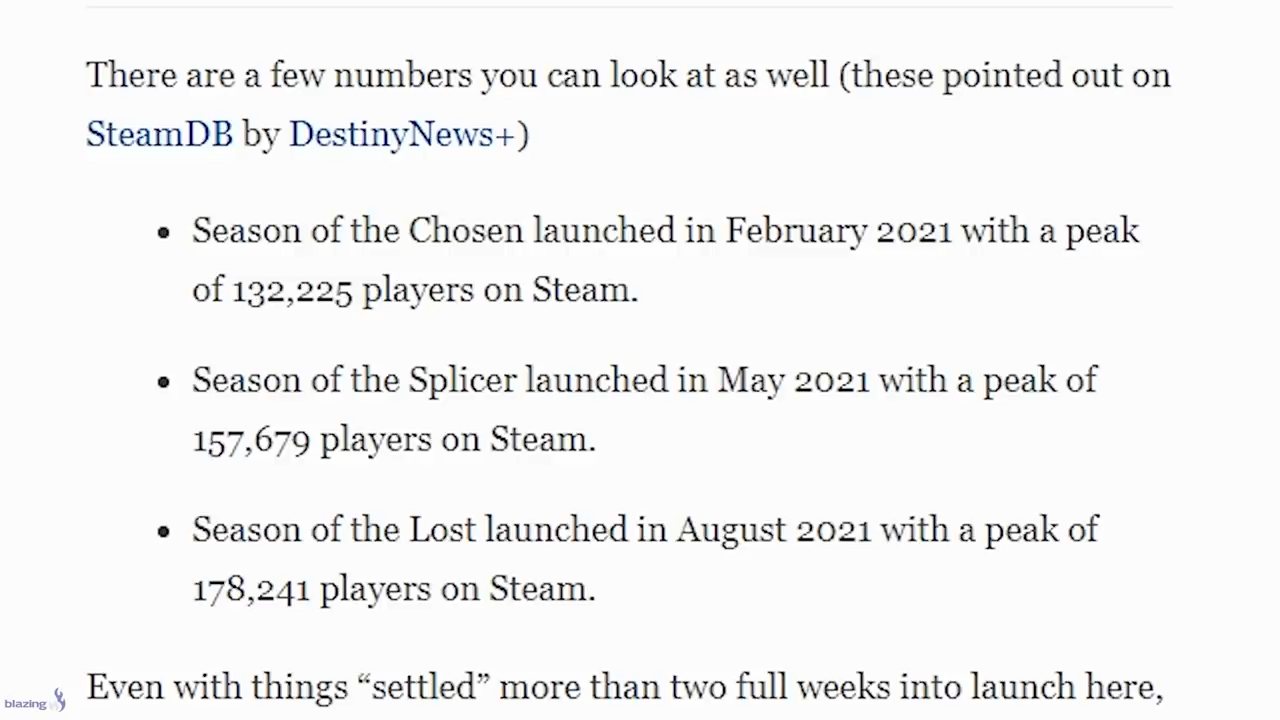 There are a few numbers you can look at as well (these pointed out on
SteamDB by DestinyNews+)
• Season of the Chosen launched in February 2021 with a peak
of 132,225 players on Steam.
• Season of the Splicer launched in May 2021 with a peak of
157,679 players on Steam.
• Season of the Lost launched in August 2021 with a peak of
178,241 players on Steam.
Even with things “settled” more than two full weeks into launch here,
blazing